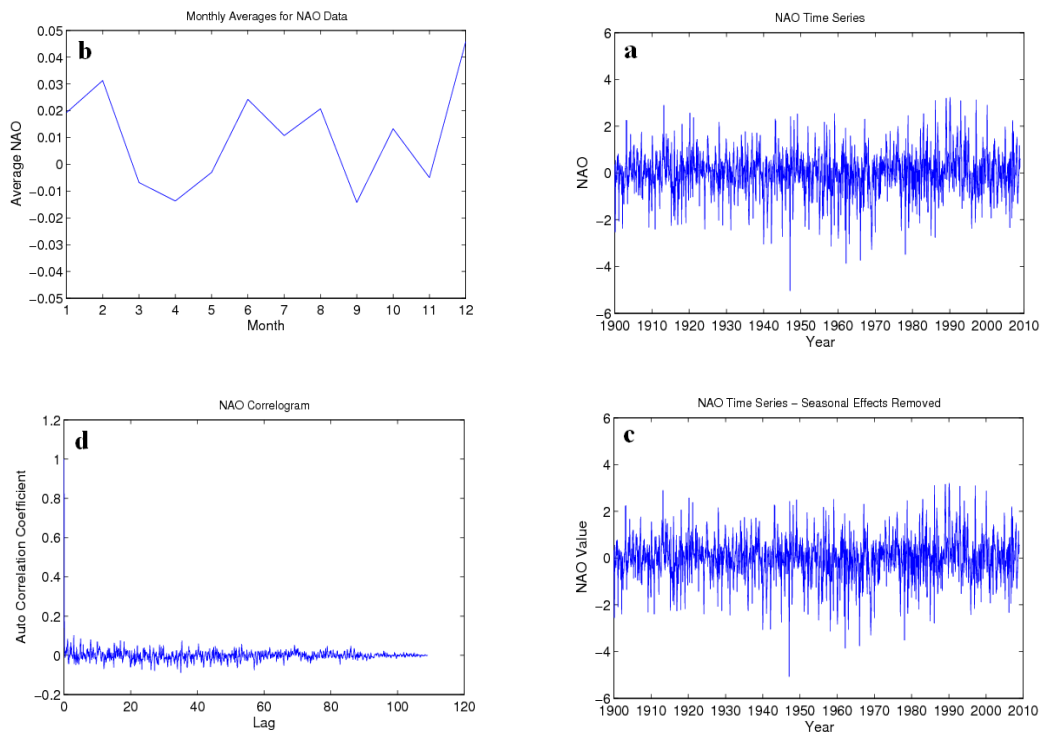 Monthly Averages for NAO Data
b
0.05
0.04
0.03
0.02
0.01
0
−0.01
−0.02
−0.03
−0.04
−0.05
Average NAO
1 2 3 4 5 6 7 8 9 10 11 12
Month
NAO Time Series
a
6
4
2
0
−2
−4
−6
NAO
1900 1910 1920 1930 1940 1950 1960 1970 1980 1990 2000 2010
Year
NAO Correlogram
d
1.2
1
0.8
0.6
0.4
0.2
0
−0.2
Auto Correlation Coefficient
0 20 40 60 80 100 120
Lag
NAO Time Series − Seasonal Effects Removed
c
6
4
2
0
−2
−4
−6
NAO Value
1900 1910 1920 1930 1940 1950 1960 1970 1980 1990 2000 2010
Year